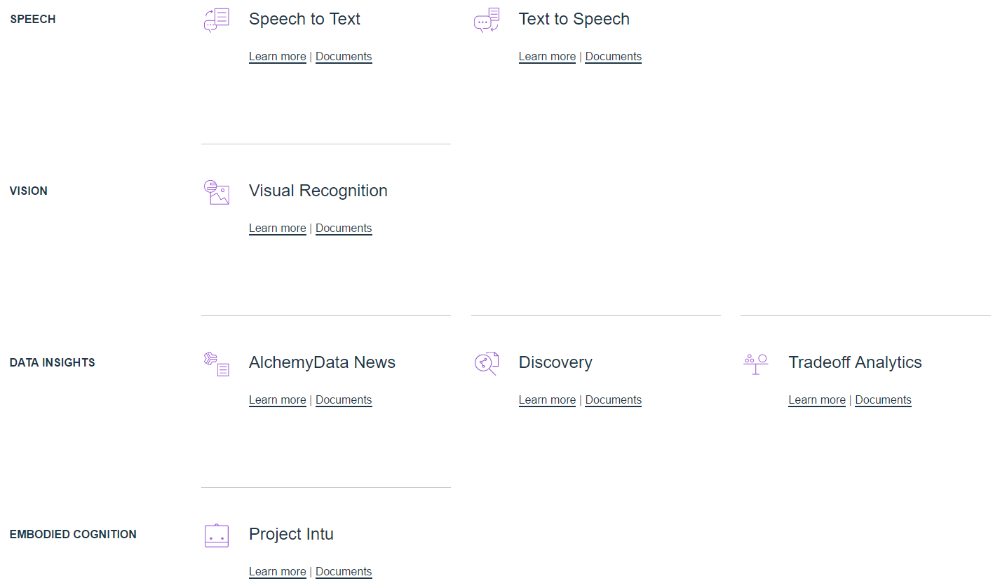 SPEECH
Speech to Text
Text to Speech
Learn more | Documents
Learn more | Documents
VISION
Visual Recognition
Learn more | Documents
DATA INSIGHTS
AlchemyData News
Discovery
Tradeoff Analytics
Learn more | Documents
Learn more | Documents
Learn more | Documents
EMBODIED COGNITION
Project Intu
Learn more | Documents